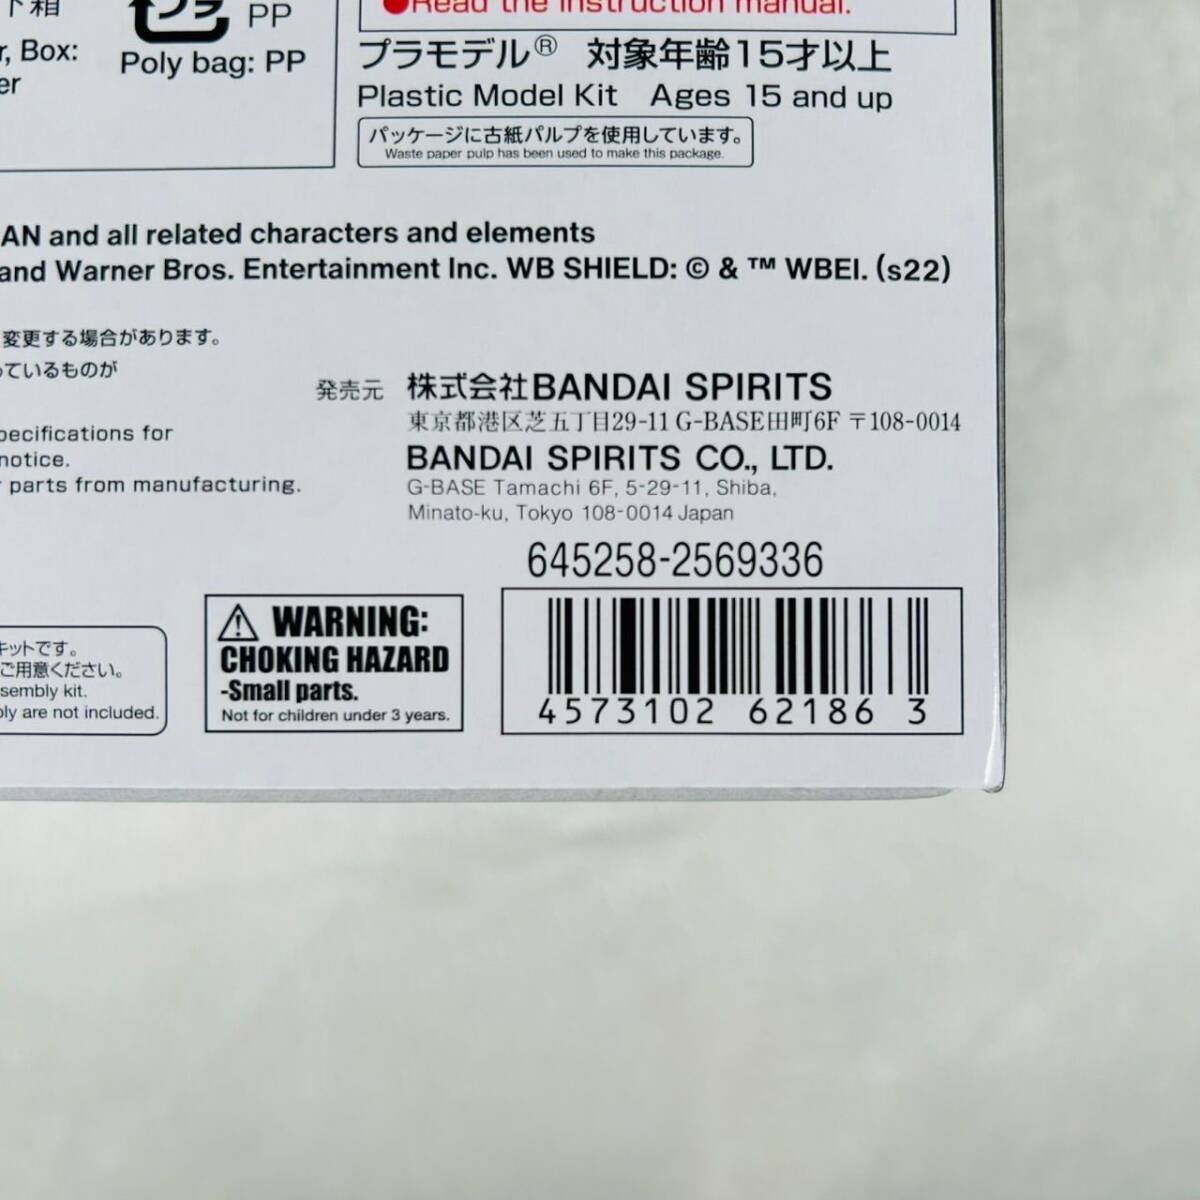 箱
PP
Box:
Poly bag: PP
●Read the instruction manual.
プラモデル® 対象年齢15才以上
Plastic Model Kit Ages 15 and up
パッケージに古紙パルプを使用しています。
Waste paper pulp has been used to make this package.
AN and all related characters and elements
and Warner Bros. Entertainment Inc. WB SHIELD: © & ™ WBEI. (s22)
変更する場合があります。
ているものが
発売元 株式会社BANDAI SPIRITS
東京都港区芝五丁目29-11 G-BASE田町6F 〒108-0014
BANDAI SPIRITS CO., LTD.
G-BASE Tamachi 6F, 5-29-11, Shiba,
Minato-ku, Tokyo 108-0014 Japan
pecifications for
notice.
parts from manufacturing.
645258-2569336
キットです。
ご用意ください。
sembly kit.
ly are not included.
⚠ WARNING:
CHOKING HAZARD
-Small parts.
Not for children under 3 years.
4573102 62186 3